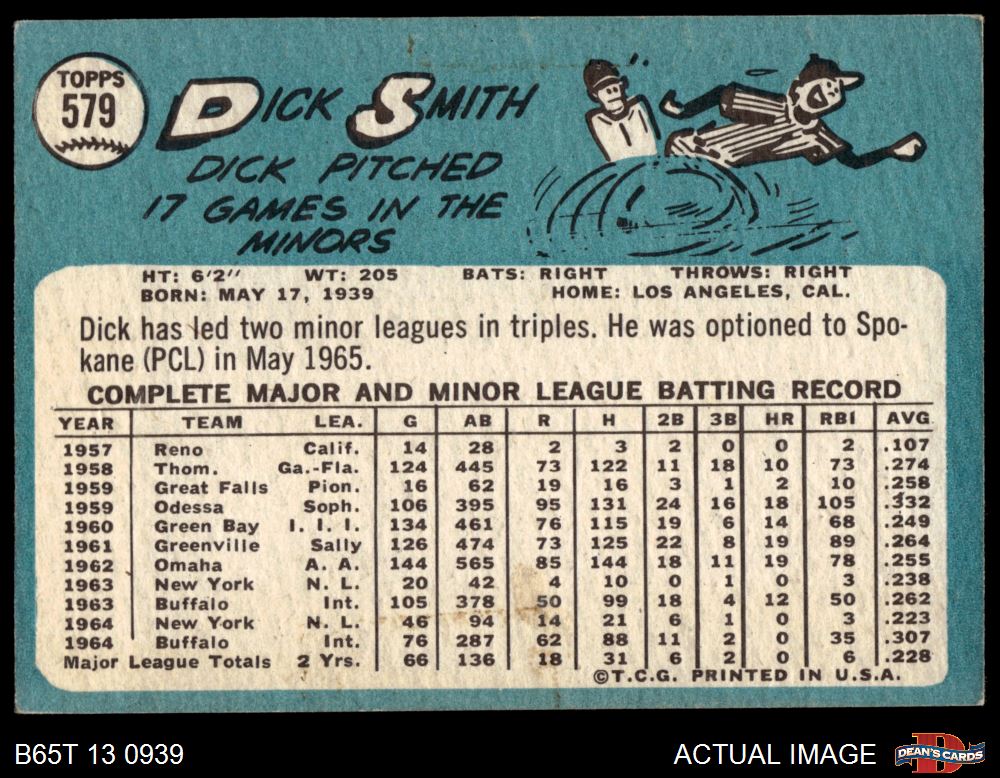 TOPPS
579
DICK SMITH
DICK PITCHED
17 GAMES IN THE
MINORS
HT: 6'2" WT: 205 BATS: RIGHT THROWS: RIGHT
BORN: MAY 17, 1939 HOME: LOS ANGELES, CAL.
Dick has led two minor leagues in triples. He was optioned to Spo-
kane (PCL) in May 1965.
COMPLETE MAJOR AND MINOR LEAGUE BATTING RECORD
YEAR TEAM LEA. G AB R H 2B 3B HR RBI AVG.
1957 Reno Calif. 14 28 2 3 2 0 0 2 .107
1958 Thom. Ga.-Fla. 124 445 73 122 11 18 10 73 .274
1959 Great Falls Pion. 16 62 19 16 3 1 2 10 .258
1959 Odessa Soph. 106 395 95 131 24 16 18 105 .332
1960 Green Bay I. I. I. 134 461 76 115 19 6 14 68 .249
1961 Greenville Sally 126 474 73 125 22 8 19 89 .264
1962 Omaha A. A. 144 565 85 144 18 11 19 78 .255
1963 New York N. L. 20 42 4 10 0 1 0 3 .238
1963 Buffalo Int. 105 378 50 99 18 4 12 50 .262
1964 New York N. L. 46 94 14 21 6 1 0 3 .223
1964 Buffalo Int. 76 287 62 88 11 2 0 35 .307
Major League Totals 2 Yrs. 66 136 18 31 6 2 0 6 .228
©T.C.G. PRINTED IN U.S.A.
B65T 13 0939 ACTUAL IMAGE DEAN'S CARDS